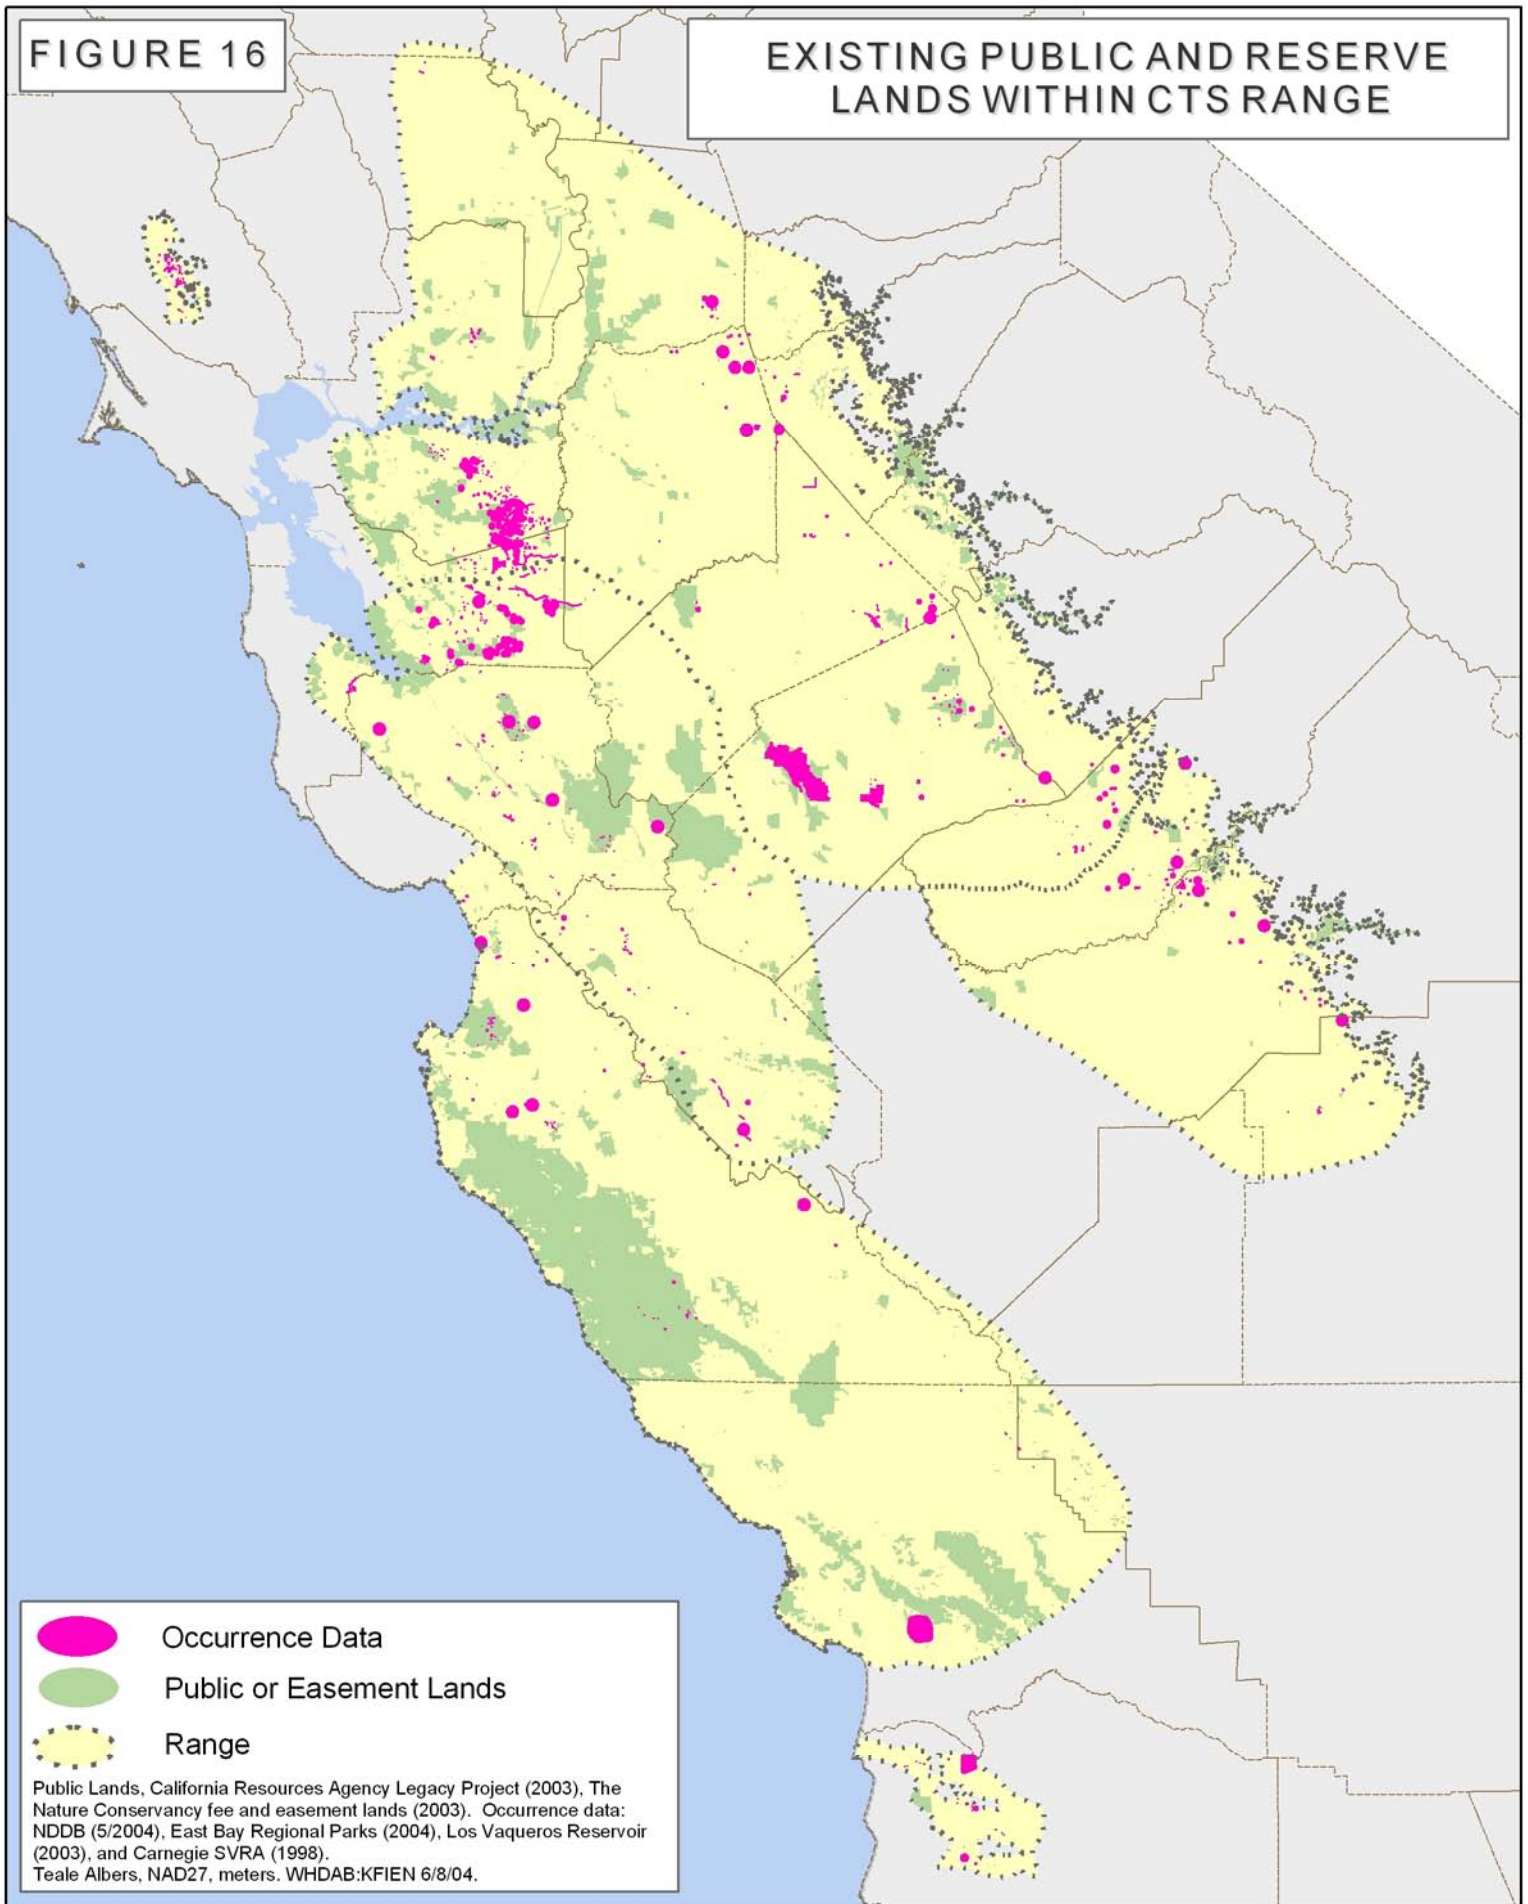 FIGURE 16
EXISTING PUBLIC AND RESERVE
LANDS WITHIN CTS RANGE
Occurrence Data
Public or Easement Lands
Range
Public Lands, California Resources Agency Legacy Project (2003), The
Nature Conservancy fee and easement lands (2003).  Occurrence data:
NDDB (5/2004), East Bay Regional Parks (2004), Los Vaqueros Reservoir
(2003), and Carnegie SVRA (1998).
Teale Albers, NAD27, meters. WHDAB:KFIEN 6/8/04.